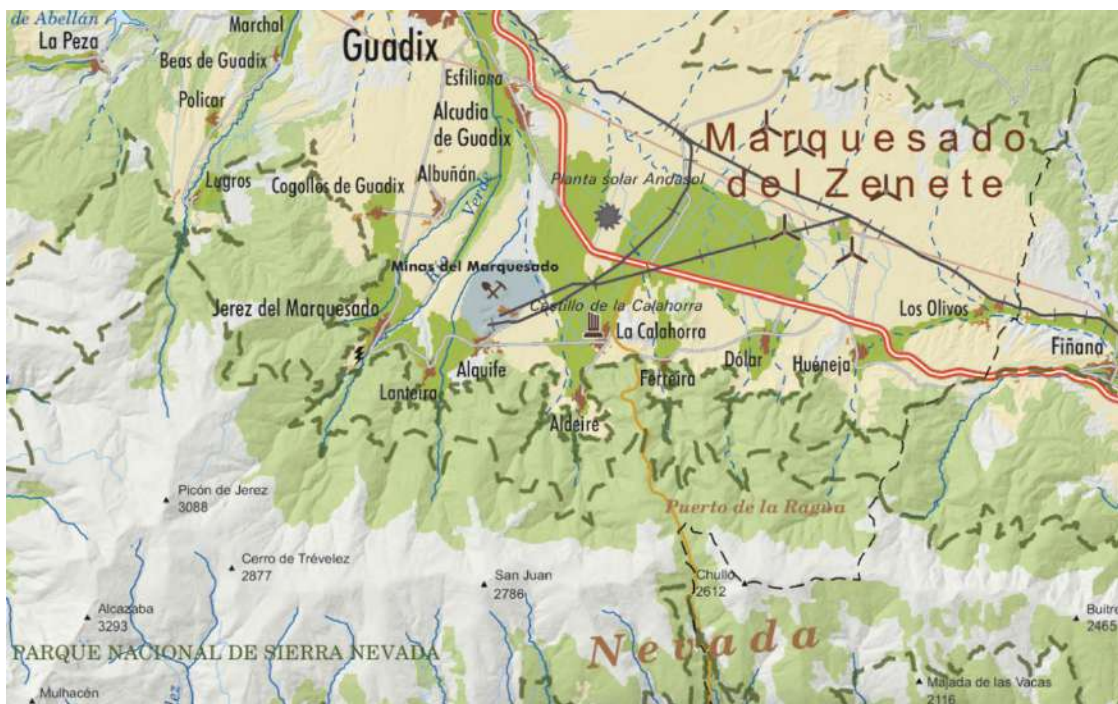 de Abellán
La Peza
Marchal
Beas de Guadix
Guadix
Policar
Esfiliana
Alcudia
de Guadix
Marquesado
del Zenete
Lugros
Cogollos de Guadix
Albuñán
Planta solar Andasol
Río
Verde
Minas del Marquesado
Jerez del Marquesado
Castillo de la Calahorra
La Calahorra
Los Olivos
Fiñana
Lanteira
Alquife
Ferreira
Dólar
Huéneja
Aldeire
Picón de Jerez
3088
Puerto de la Ragua
Cerro de Trévelez
2877
San Juan
2786
Chullo
2612
Alcazaba
3293
Buitre
2465
PARQUE NACIONAL DE SIERRA NEVADA
Nevada
Mulhacén
Majada de las Vacas
2116